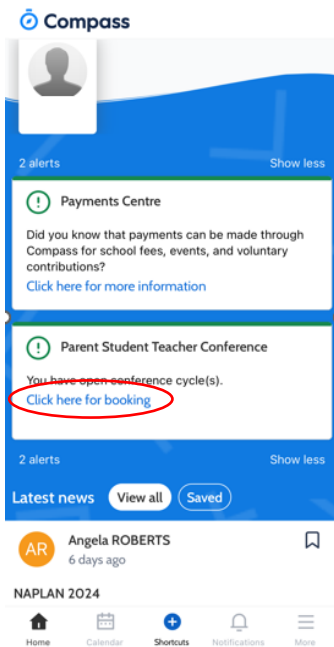 Compass
2 alerts Show less
Payments Centre
Did you know that payments can be made through
Compass for school fees, events, and voluntary
contributions?
Click here for more information
Parent Student Teacher Conference
You have open conference cycle(s).
Click here for booking
2 alerts Show less
Latest news View all Saved
AR Angela ROBERTS
6 days ago
NAPLAN 2024
Home Calendar Shortcuts Notifications More